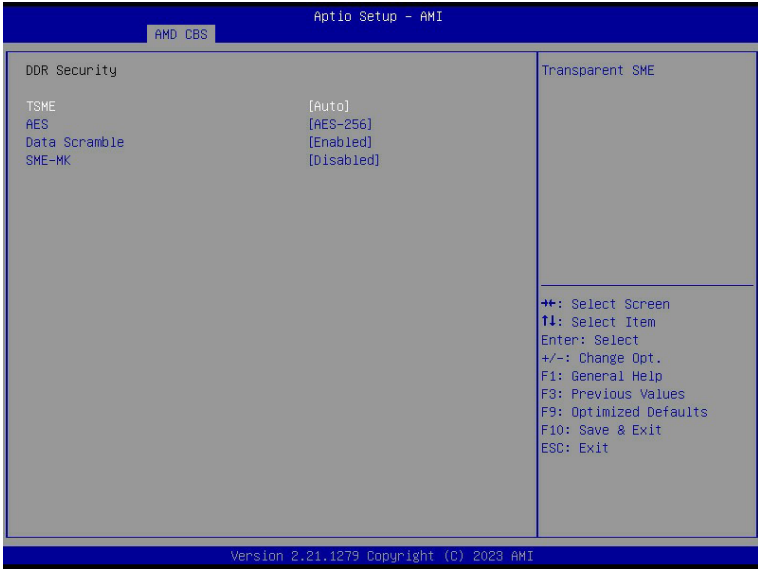 Aptio Setup - AMI
AMD CBS
DDR Security
Transparent SME
TSME [Auto]
AES [AES-256]
Data Scramble [Enabled]
SME-MK [Disabled]
→←: Select Screen
↑↓: Select Item
Enter: Select
+/-: Change Opt.
F1: General Help
F3: Previous Values
F9: Optimized Defaults
F10: Save & Exit
ESC: Exit
Version 2.21.1279 Copyright (C) 2023 AMI